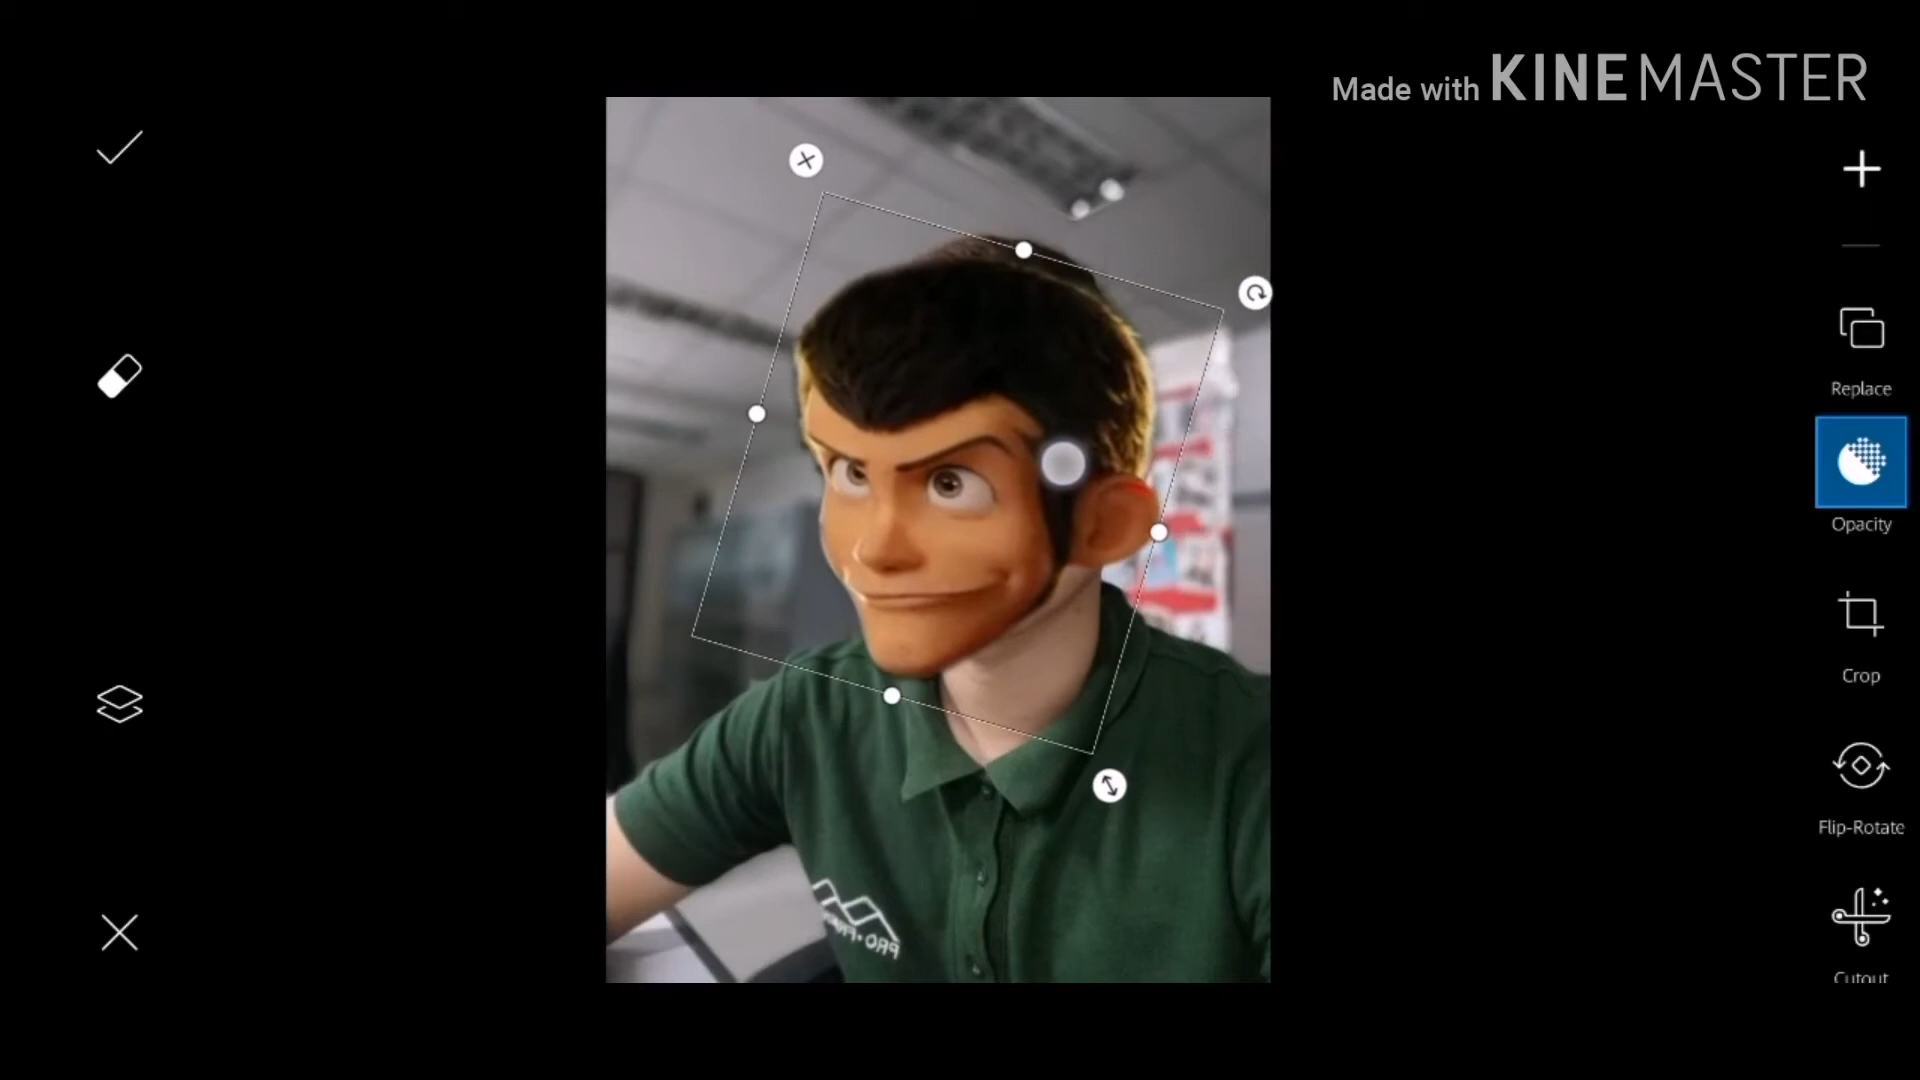 Made with KINEMASTER
Replace
Opacity
Crop
Flip-Rotate
Cutout